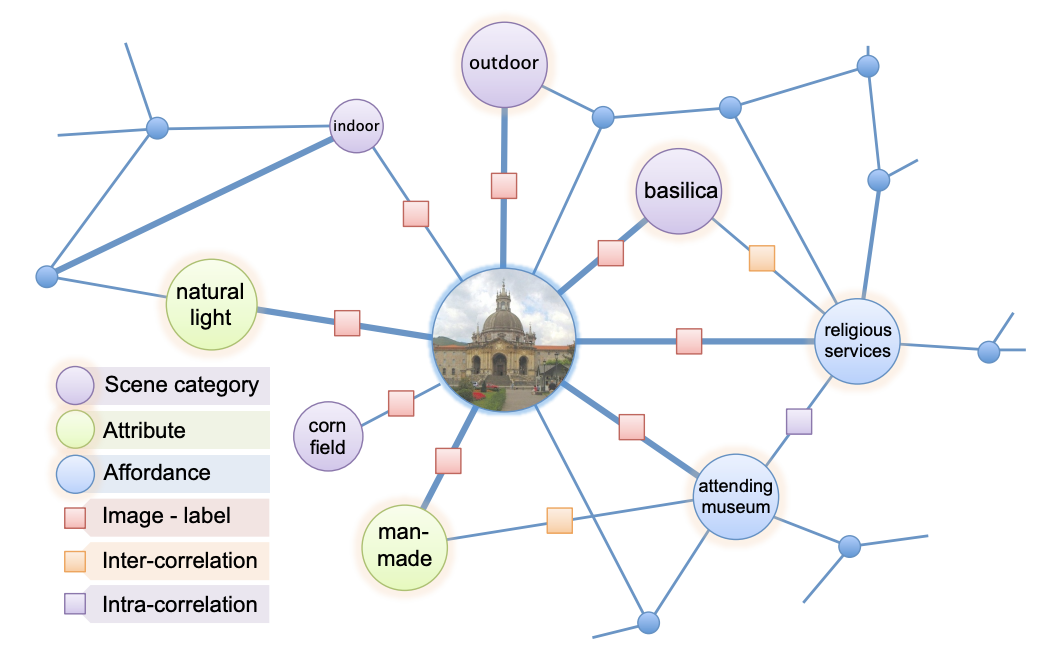 outdoor
indoor
basilica
natural
light
religious
services
corn
field
attending
museum
man-
made
Scene category
Attribute
Affordance
Image - label
Inter-correlation
Intra-correlation